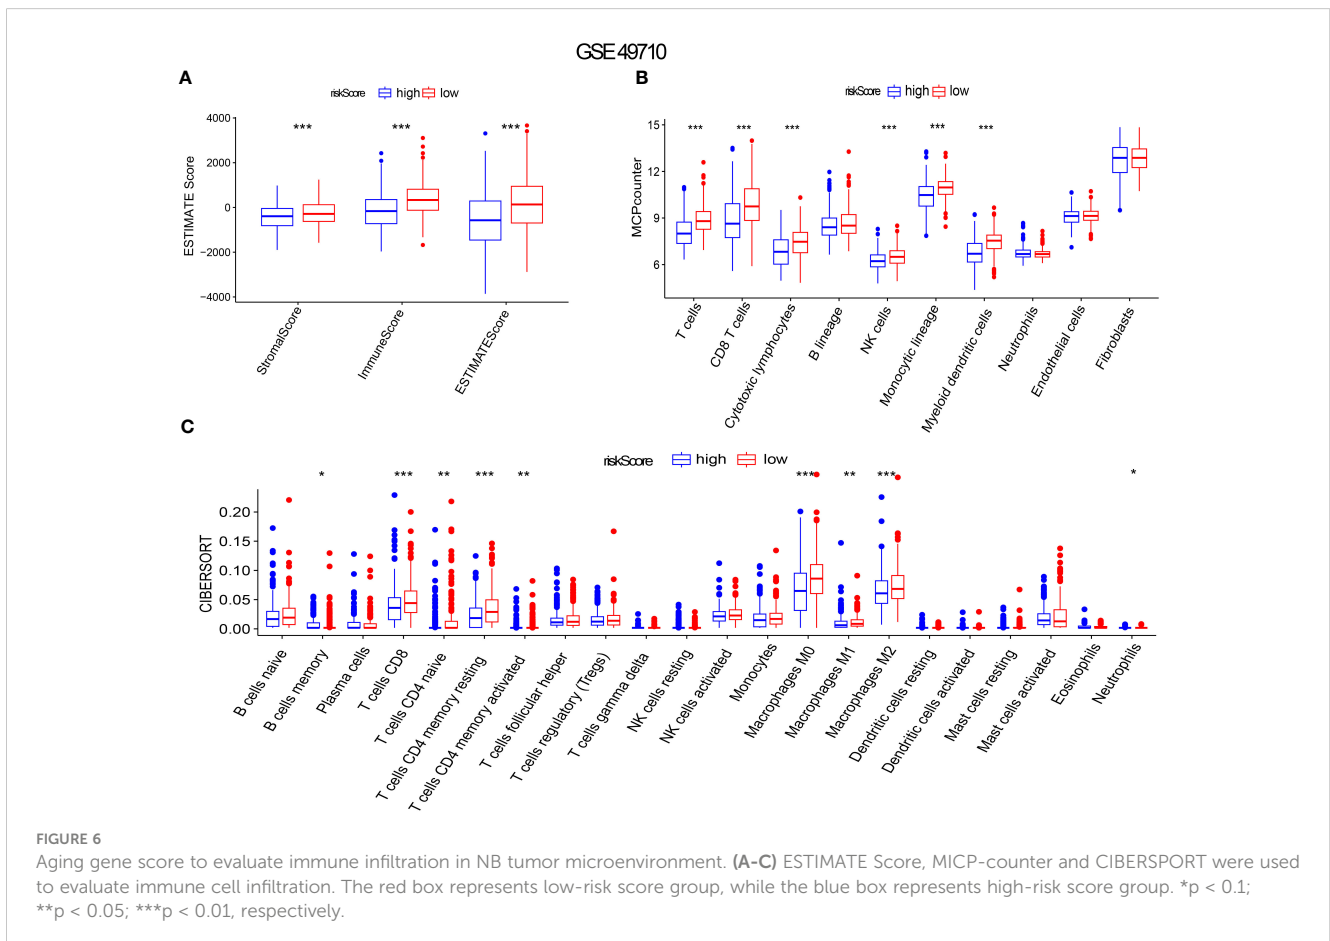 GSE 49710
A
riskScore high low
***
***
***
ESTIMATE Score
4000
2000
0
−2000
−4000
StromalScore
ImmuneScore
ESTIMATEScore
B
riskScore high low
***
***
***
***
***
***
MCPcounter
15
12
9
6
T cells
CD8 T cells
Cytotoxic lymphocytes
B lineage
NK cells
Monocytic lineage
Myeloid dendritic cells
Neutrophils
Endothelial cells
Fibroblasts
C
riskScore high low
*
***
**
***
**
***
**
***
*
CIBERSORT
0.20
0.15
0.10
0.05
0.00
B cells naive
B cells memory
Plasma cells
T cells CD8
T cells CD4 naive
T cells CD4 memory resting
T cells CD4 memory activated
T cells follicular helper
T cells regulatory (Tregs)
T cells gamma delta
NK cells resting
NK cells activated
Monocytes
Macrophages M0
Macrophages M1
Macrophages M2
Dendritic cells resting
Dendritic cells activated
Mast cells resting
Mast cells activated
Eosinophils
Neutrophils
FIGURE 6
Aging gene score to evaluate immune infiltration in NB tumor microenvironment. (A-C) ESTIMATE Score, MICP-counter and CIBERSPORT were used
to evaluate immune cell infiltration. The red box represents low-risk score group, while the blue box represents high-risk score group. *p < 0.1;
**p < 0.05; ***p < 0.01, respectively.